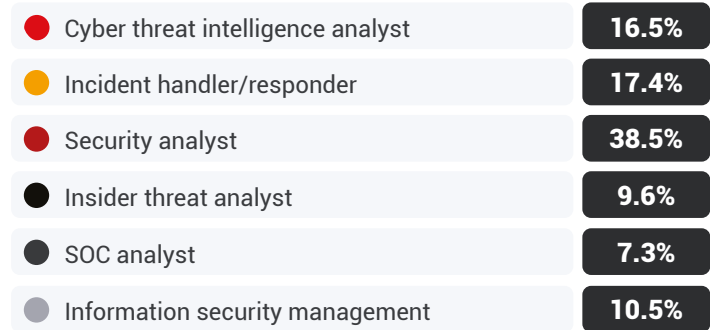 Cyber threat intelligence analyst 16.5%
Incident handler/responder 17.4%
Security analyst 38.5%
Insider threat analyst 9.6%
SOC analyst 7.3%
Information security management 10.5%